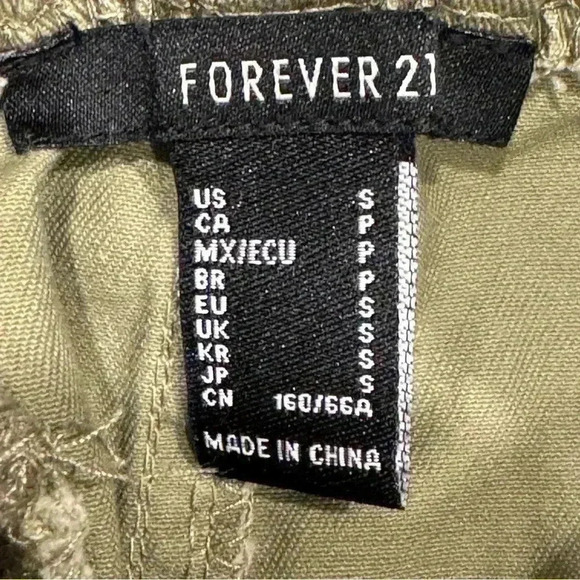 FOREVER 21
US S
CA P
MX/ECU P
BR P
EU S
UK S
KR S
JP S
CN 160/66A
MADE IN CHINA